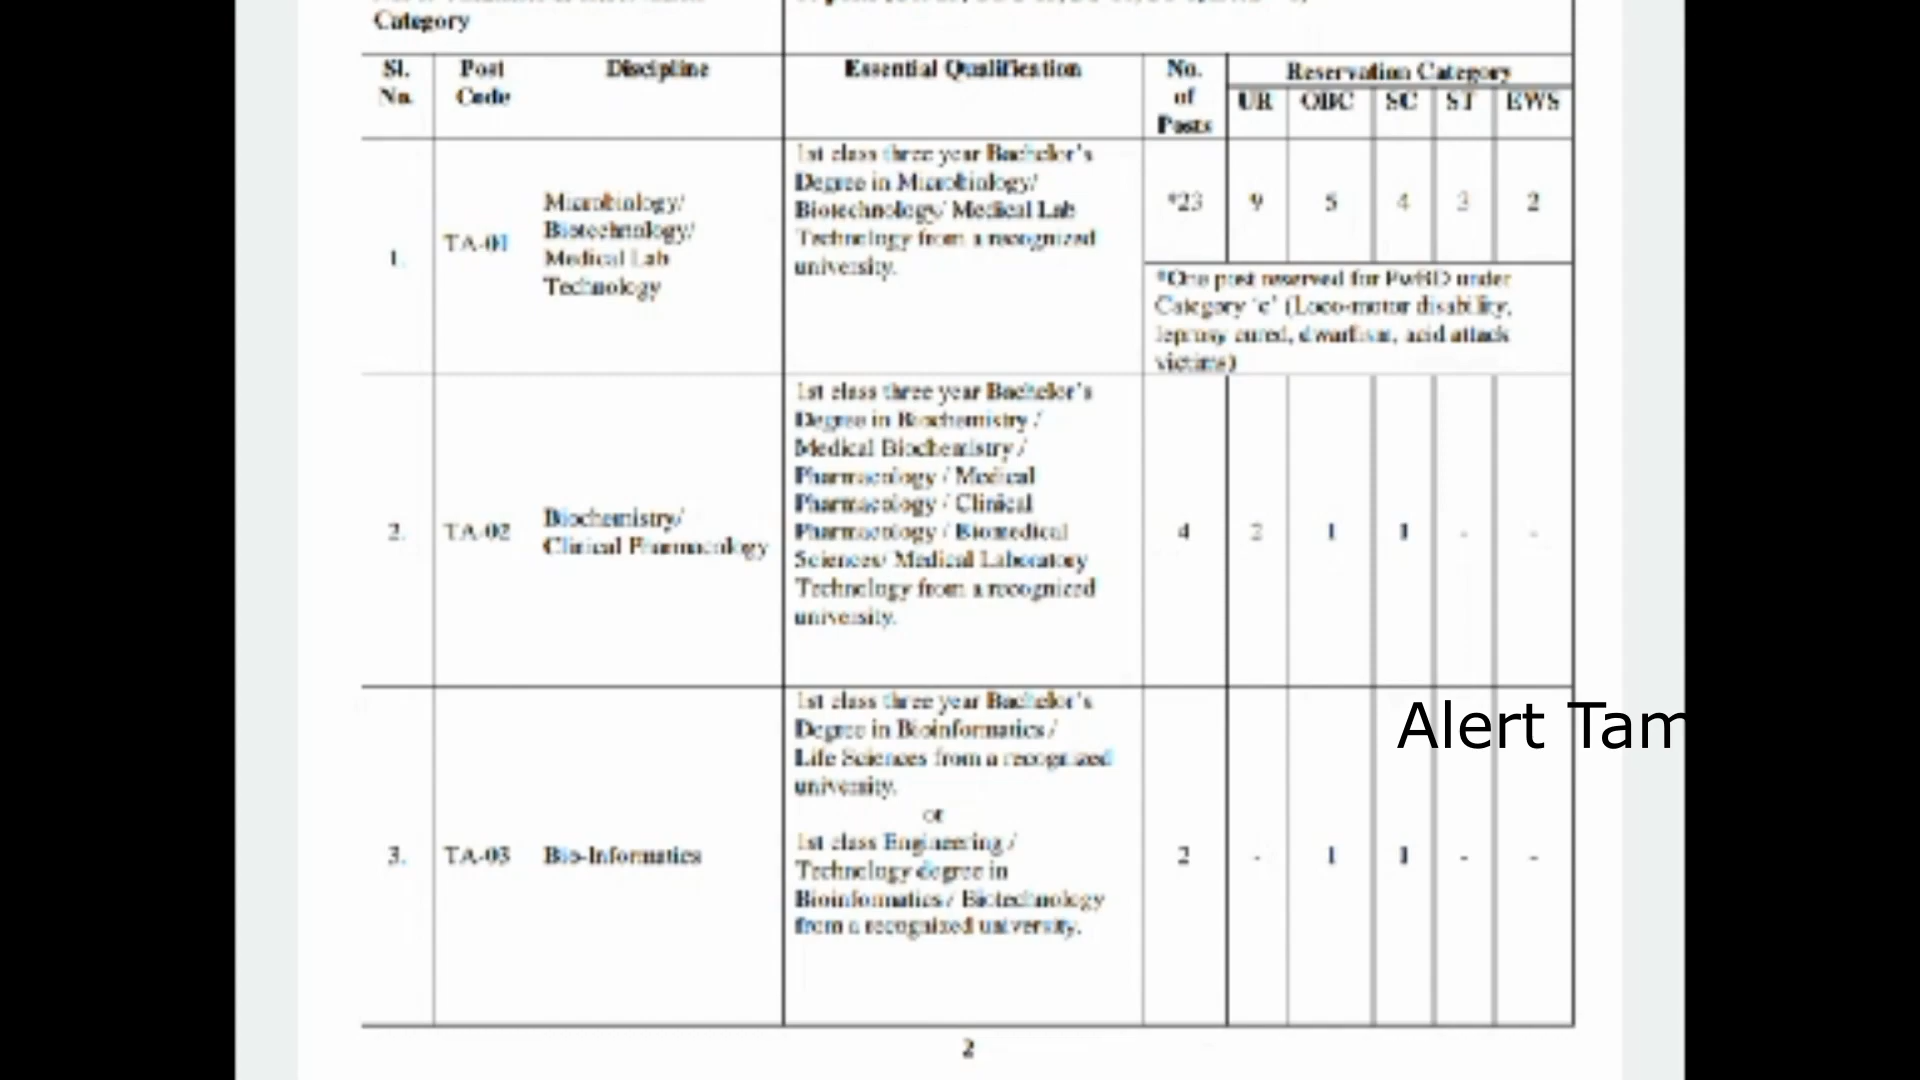 Category
Sl. No.
Post Code
Discipline
Essential Qualification
No. of Posts
Reservation Category
UR OBC SC ST EWS
1.
TA-01
Microbiology/
Biotechnology/
Medical Lab
Technology
1st class three year Bachelor's
Degree in Microbiology/
Biotechnology/ Medical Lab
Technology from a recognized
university.
*23 9 5 4 3 2
*One post reserved for PwBD under
Category 'c' (Loco-motor disability,
leprosy cured, dwarfism, acid attack
victims)
2.
TA-02
Biochemistry/
Clinical Pharmacology
1st class three year Bachelor's
Degree in Biochemistry /
Medical Biochemistry /
Pharmacology / Medical
Pharmacology / Clinical
Pharmacology / Biomedical
Sciences/ Medical Laboratory
Technology from a recognized
university.
4 2 1 1 - -
3.
TA-03
Bio-Informatics
1st class three year Bachelor's
Degree in Bioinformatics /
Life Sciences from a recognized
university.
or
1st class Engineering /
Technology degree in
Bioinformatics / Biotechnology
from a recognized university.
2 - 1 1 - -
Alert Tam
2